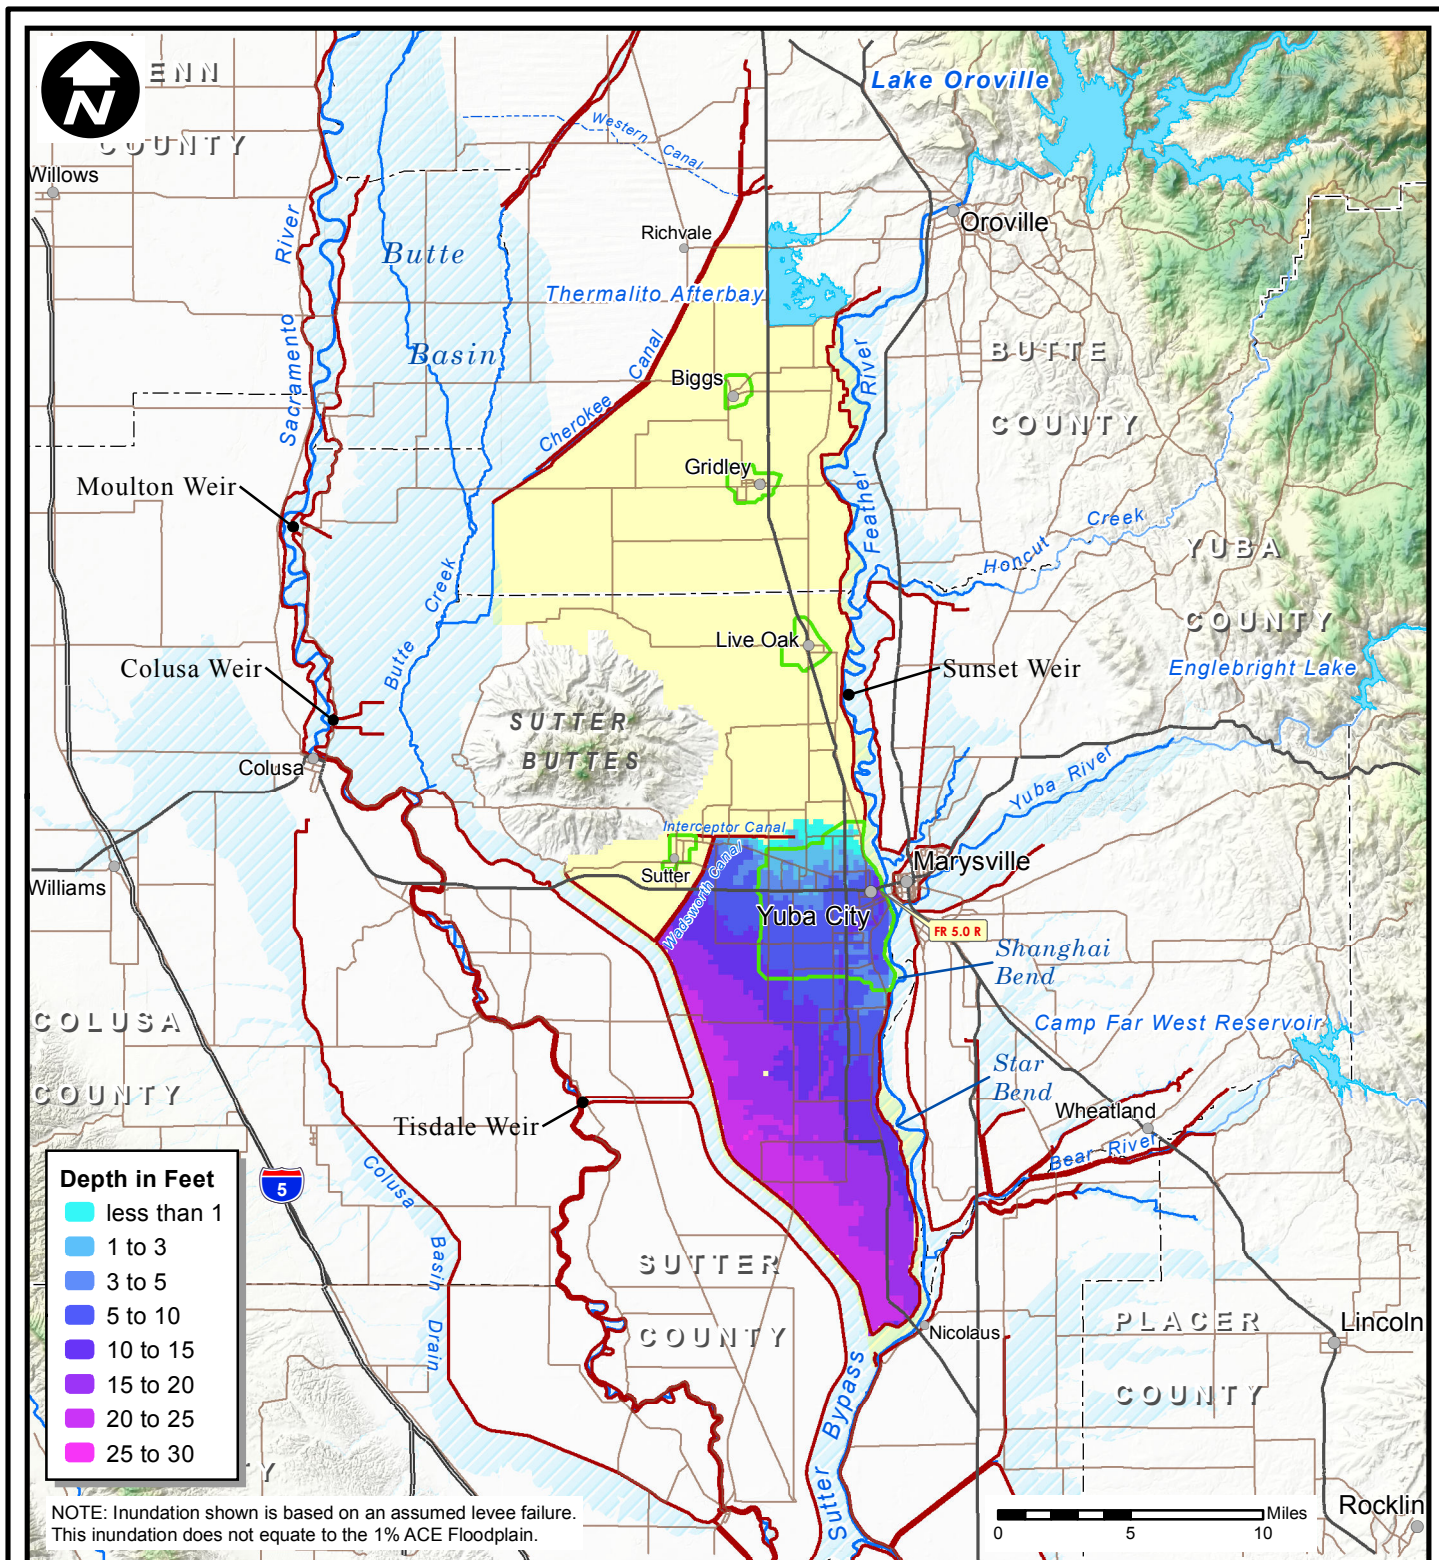 N
ENN
COUNTY
Lake Oroville
Western
Canal
Willows
River
Butte
Richvale
Oroville
Thermalito Afterbay
Sacramento
Basin
Canal
River
BUTTE
COUNTY
Biggs
Cherokee
Gridley
Moulton Weir
Feather
Creek
Honcut
YUBA
COUNTY
Creek
Butte
Live Oak
Colusa Weir
Sunset Weir
Englebright Lake
SUTTER
BUTTES
Colusa
Yuba River
Interceptor Canal
Wadsworth Canal
Sutter
Marysville
Williams
Yuba City
FR 5.0 R
Shanghai
Bend
COLUSA
COUNTY
Camp Far West Reservoir
Star
Bend
Wheatland
Tisdale Weir
Bear River
Depth in Feet
less than 1
1 to 3
3 to 5
5 to 10
10 to 15
15 to 20
20 to 25
25 to 30
5
Colusa
Basin
Drain
SUTTER
COUNTY
PLACER
COUNTY
Nicolaus
Lincoln
Sutter Bypass
Y
NOTE: Inundation shown is based on an assumed levee failure.
This inundation does not equate to the 1% ACE Floodplain.
Miles
0 5 10
Rocklin